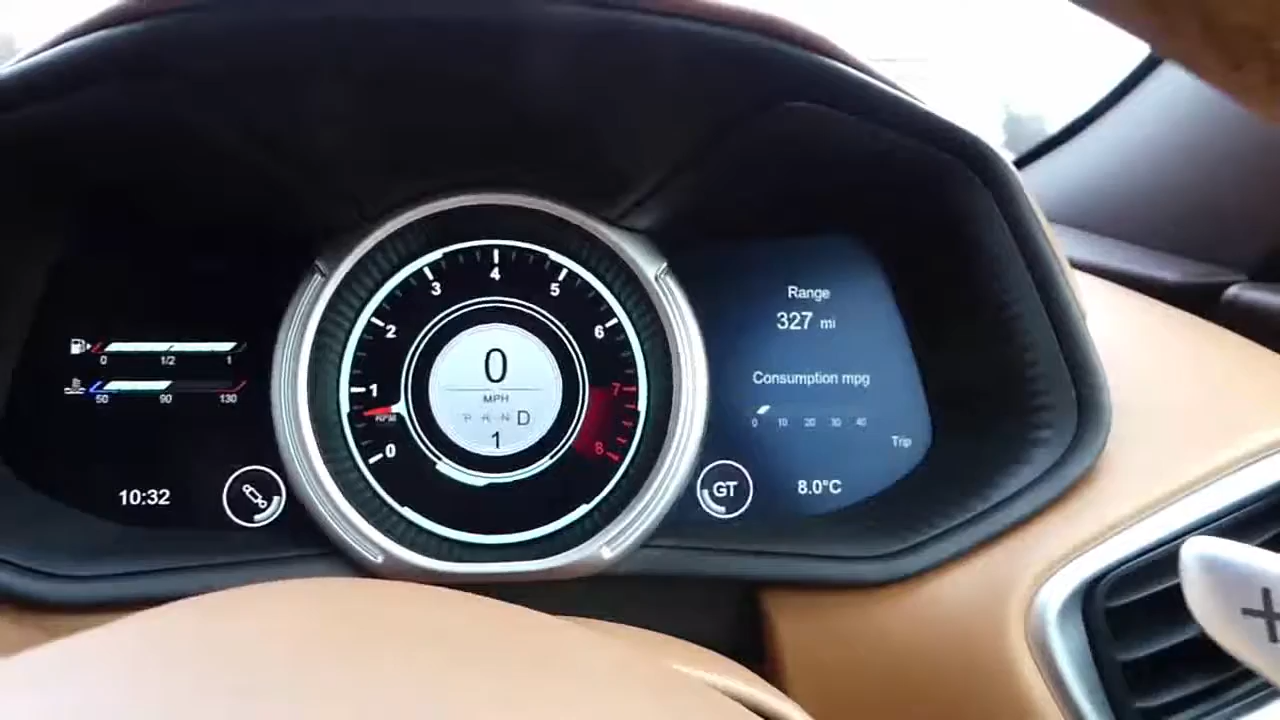 0 1/2 1
50 90 130
10:32
0 1 2 3 4 5 6 7 8
RPM
0
MPH
P R N D
1
Range
327 mi
Consumption mpg
0 10 20 30 40
Trip
GT
8.0°C
+